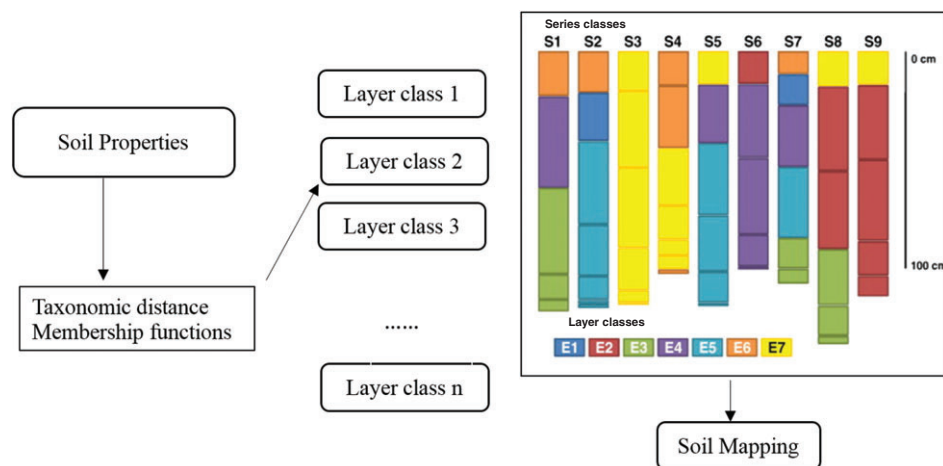 Soil Properties
Taxonomic distance
Membership functions
Layer class 1
Layer class 2
Layer class 3
......
Layer class n
Series classes
S1 S2 S3 S4 S5 S6 S7 S8 S9
0 cm
100 cm
Layer classes
E1 E2 E3 E4 E5 E6 E7
Soil Mapping